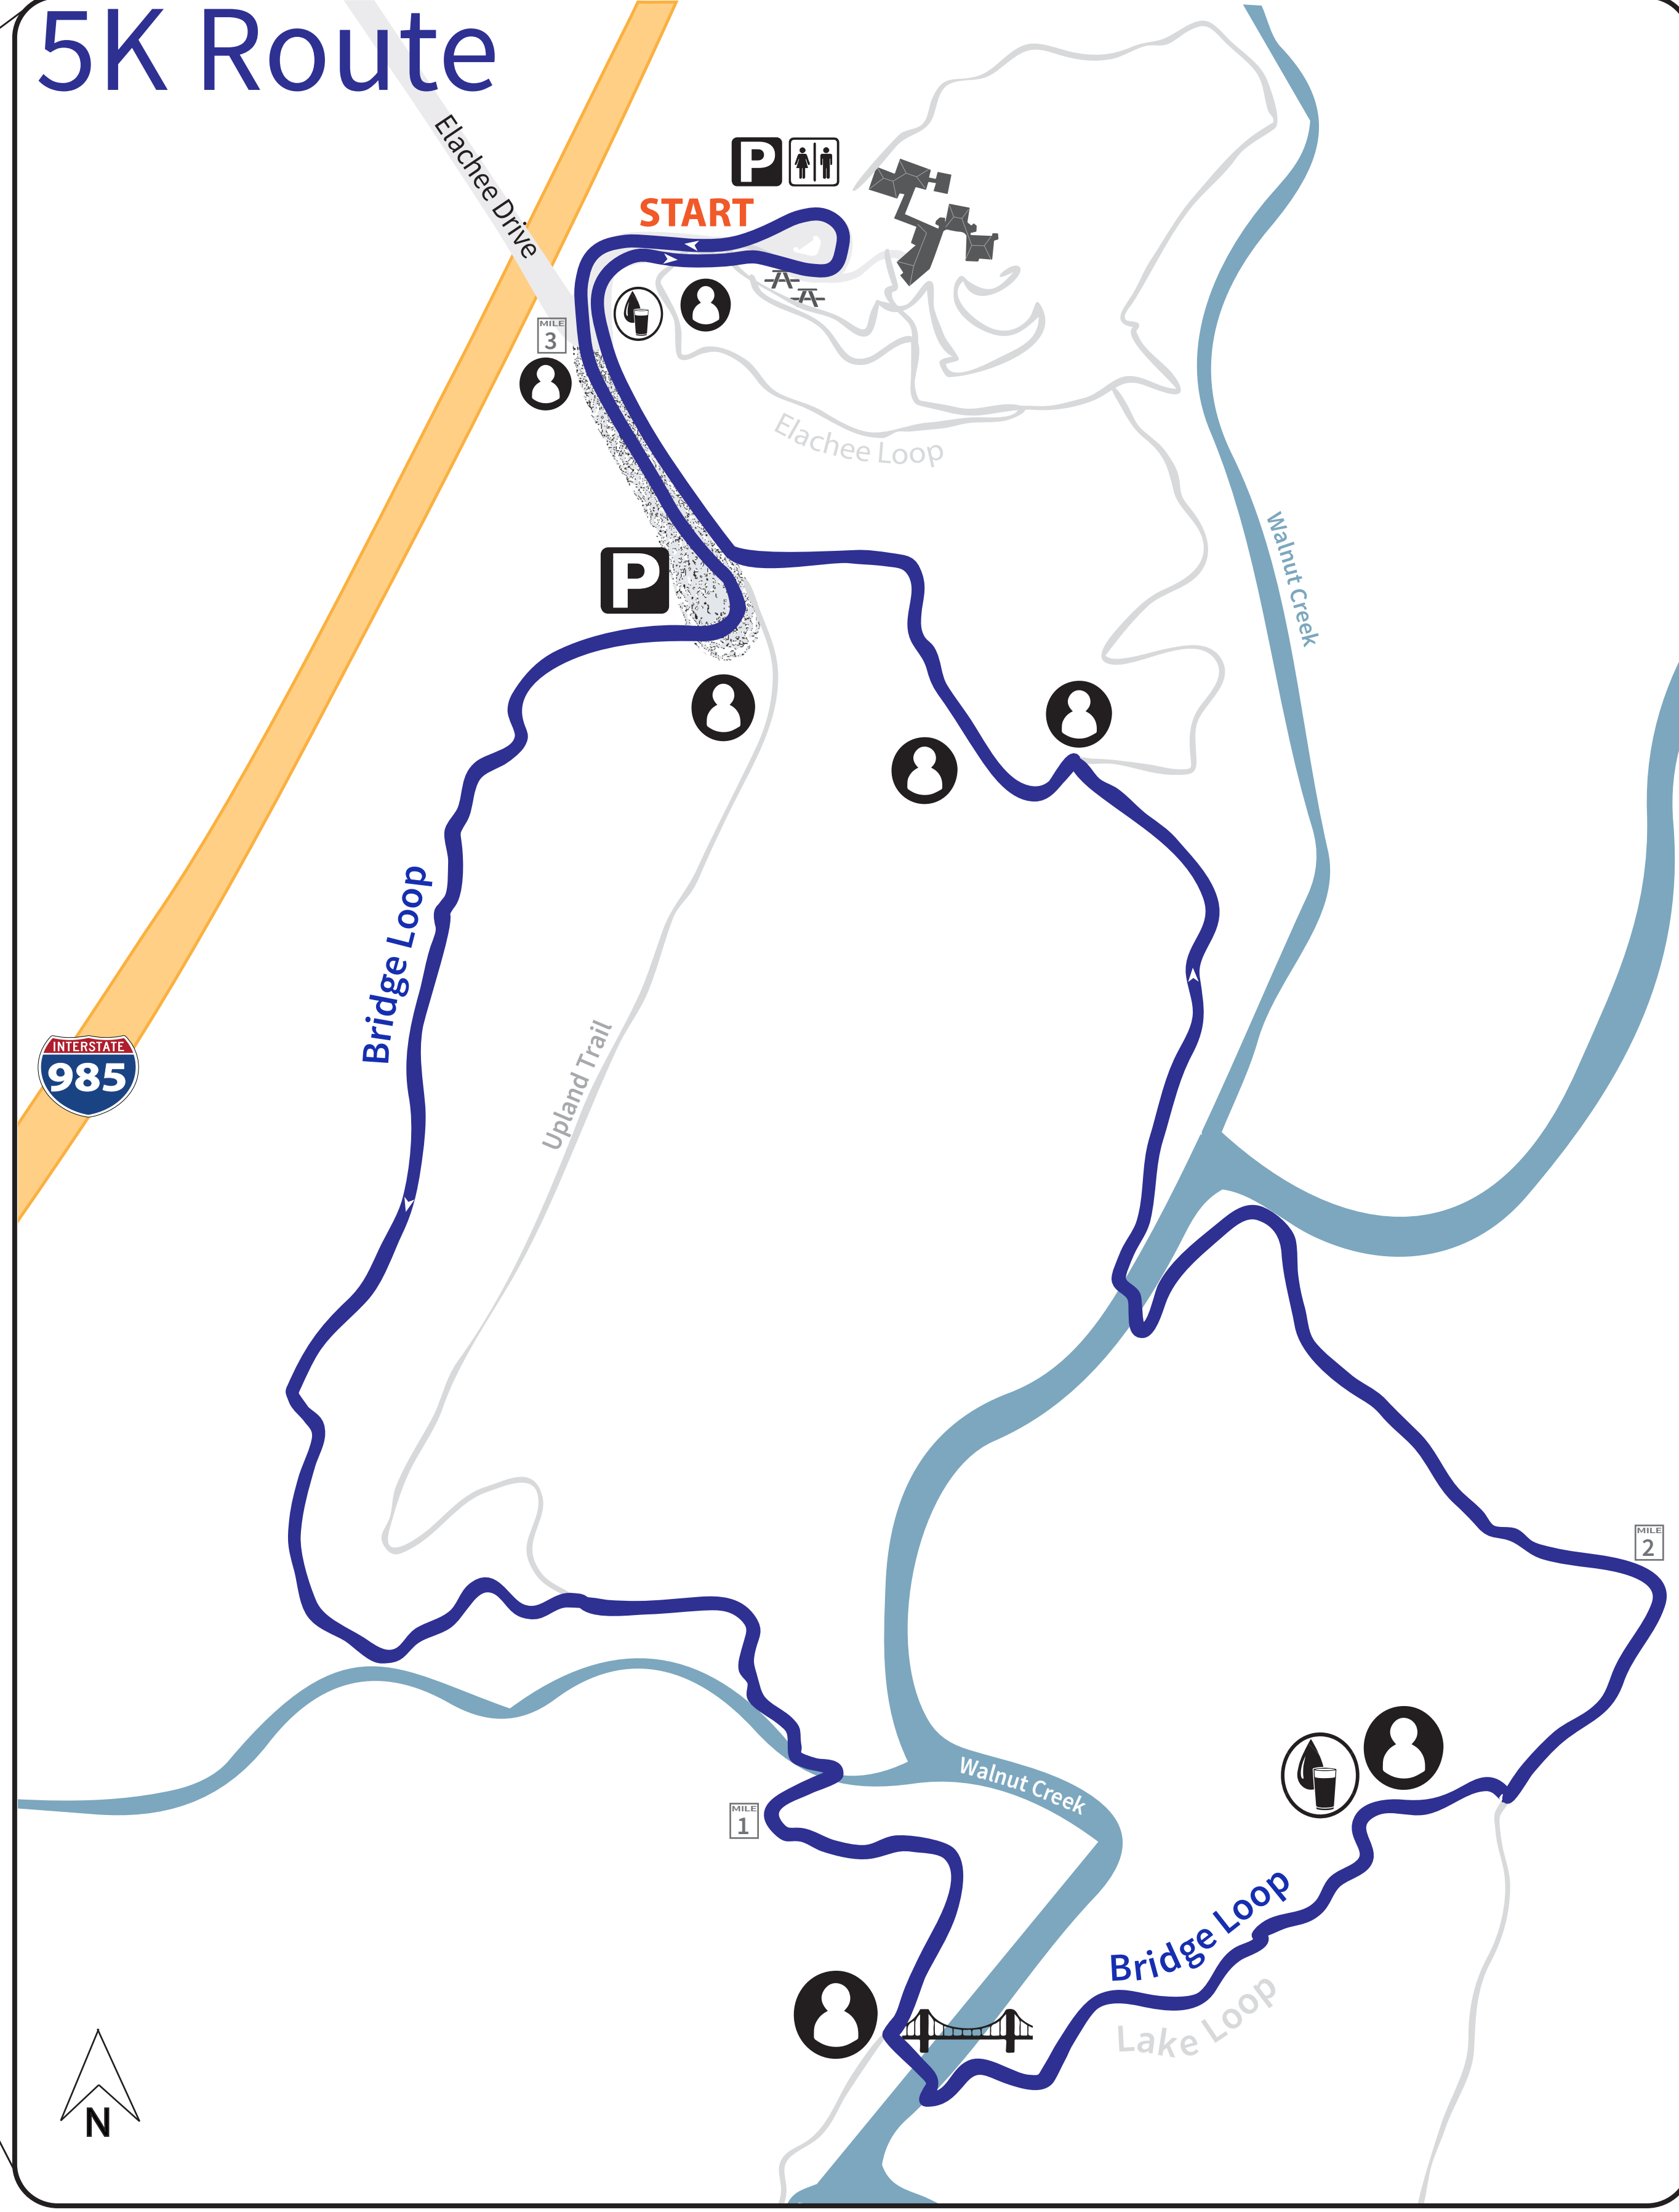 5K Route
Elachee Drive
P
START
MILE
3
Elachee Loop
Walnut Creek
P
Bridge Loop
INTERSTATE
985
Upland Trail
MILE
2
Walnut Creek
MILE
1
Bridge Loop
Lake Loop
N